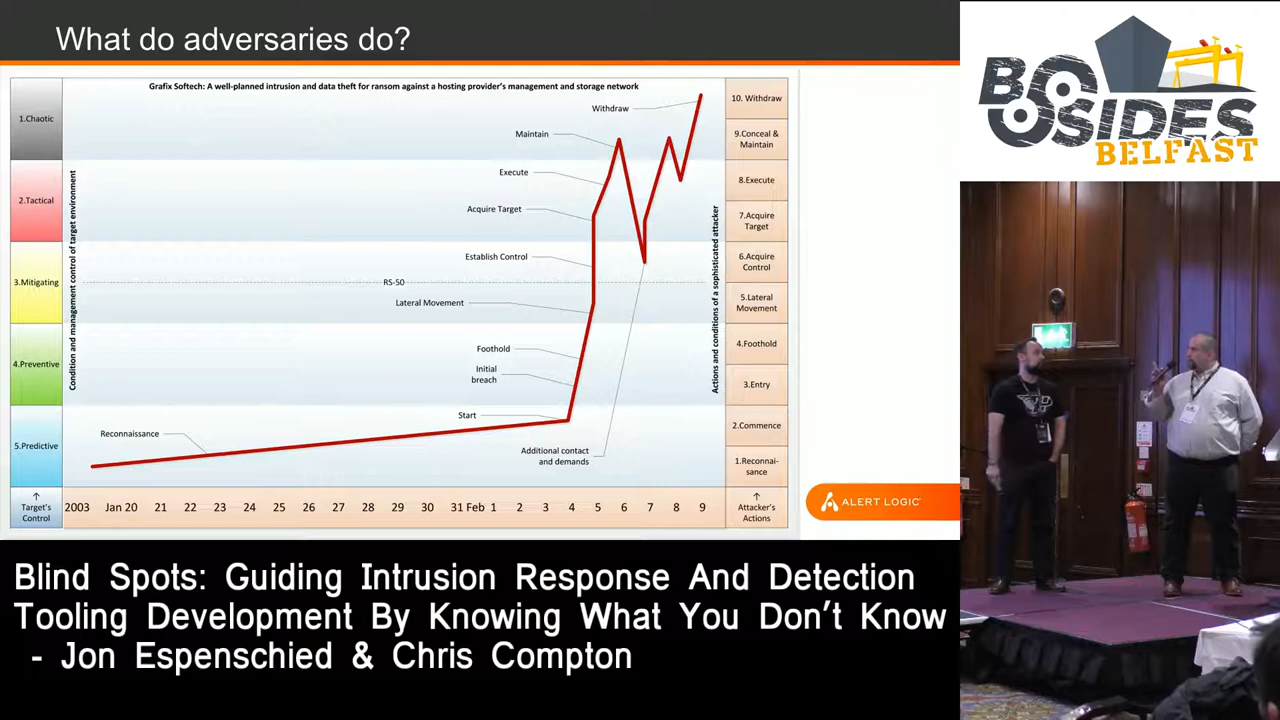 What do adversaries do?
Grafix Softech: A well-planned intrusion and data theft for ransom against a hosting provider's management and storage network
1.Chaotic
2.Tactical
3.Mitigating
4.Preventive
5.Predictive
↑
Target's
Control
Condition and management control of target environment
Withdraw
Maintain
Execute
Acquire Target
Establish Control
RS-50
Lateral Movement
Foothold
Initial
breach
Start
Reconnaissance
Additional contact
and demands
Actions and conditions of a sophisticated attacker
10. Withdraw
9.Conceal &
Maintain
8.Execute
7.Acquire
Target
6.Acquire
Control
5.Lateral
Movement
4.Foothold
3.Entry
2.Commence
1.Reconnai-
sance
↑
Attacker's
Actions
2003 Jan 20 21 22 23 24 25 26 27 28 29 30 31 Feb 1 2 3 4 5 6 7 8 9
ALERT LOGIC
BSIDES
BELFAST
Blind Spots: Guiding Intrusion Response And Detection
Tooling Development By Knowing What You Don't Know
- Jon Espenschied & Chris Compton